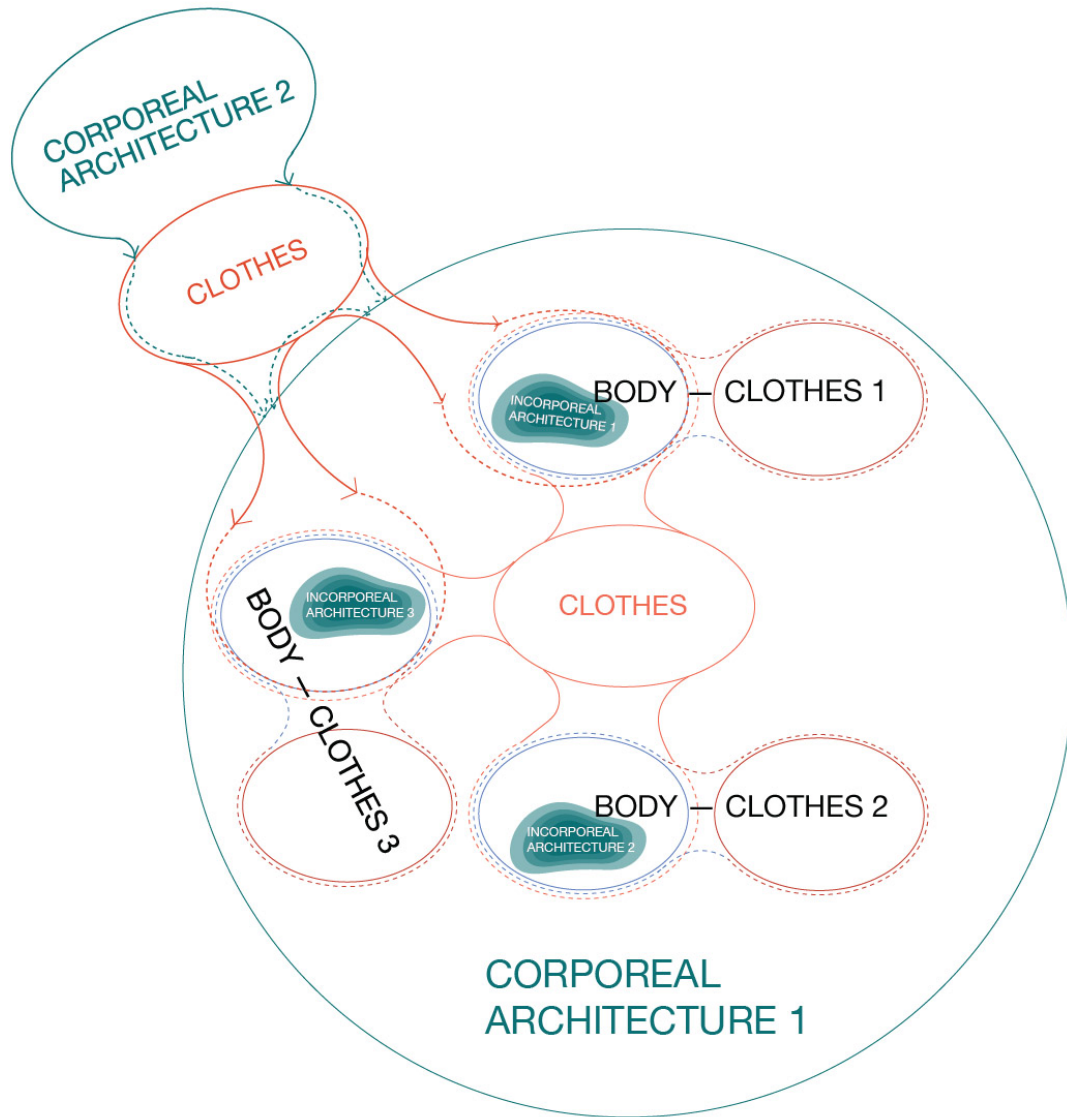 CORPOREAL
ARCHITECTURE 2
CLOTHES
INCORPOREAL
ARCHITECTURE 1
BODY — CLOTHES 1
INCORPOREAL
ARCHITECTURE 3
BODY — CLOTHES 3
CLOTHES
INCORPOREAL
ARCHITECTURE 2
BODY — CLOTHES 2
CORPOREAL
ARCHITECTURE 1